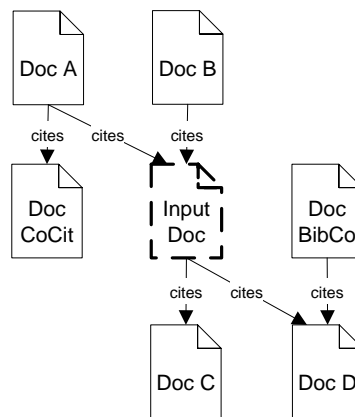 Doc A
Doc B
cites
cites
cites
Doc
CoCit
Input
Doc
Doc
BibCo
cites
cites
cites
Doc C
Doc D